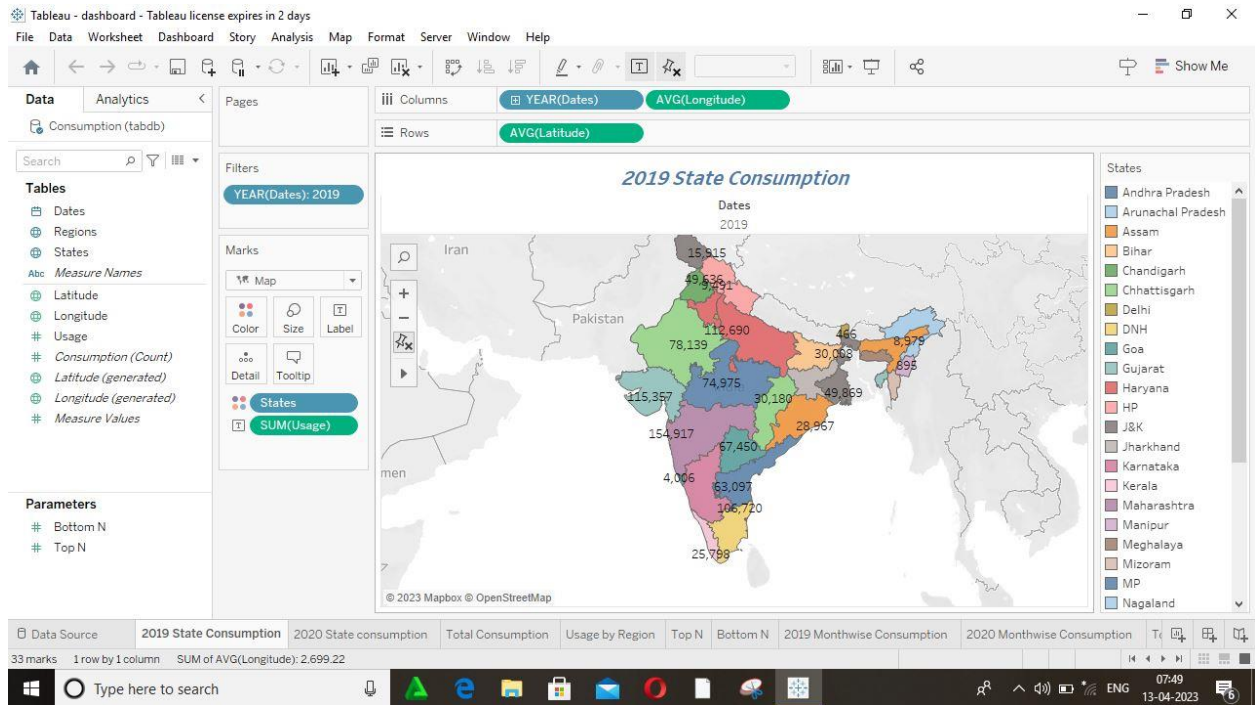 Tableau - dashboard - Tableau license expires in 2 days
File Data Worksheet Dashboard Story Analysis Map Format Server Window Help
Show Me
Data Analytics
Consumption (tabdb)
Search
Tables
Dates
Regions
States
Abc Measure Names
Latitude
Longitude
# Usage
# Consumption (Count)
Latitude (generated)
Longitude (generated)
# Measure Values
Parameters
# Bottom N
# Top N
Pages
Filters
YEAR(Dates): 2019
Marks
Map
Color Size Label
Detail Tooltip
States
SUM(Usage)
Columns YEAR(Dates) AVG(Longitude)
Rows AVG(Latitude)
2019 State Consumption
Dates
2019
Iran
Pakistan
men
15,915
49,636
9,491
112,690
78,139
466
8,979
30,008
895
74,975
115,357
30,180
49,869
28,967
154,917
67,450
4,006
63,097
106,720
25,798
© 2023 Mapbox © OpenStreetMap
States
Andhra Pradesh
Arunachal Pradesh
Assam
Bihar
Chandigarh
Chhattisgarh
Delhi
DNH
Goa
Gujarat
Haryana
HP
J&K
Jharkhand
Karnataka
Kerala
Maharashtra
Manipur
Meghalaya
Mizoram
MP
Nagaland
Data Source 2019 State Consumption 2020 State consumption Total Consumption Usage by Region Top N Bottom N 2019 Monthwise Consumption 2020 Monthwise Consumption
33 marks 1 row by 1 column SUM of AVG(Longitude): 2,699.22
Type here to search
ENG
07:49
13-04-2023
6